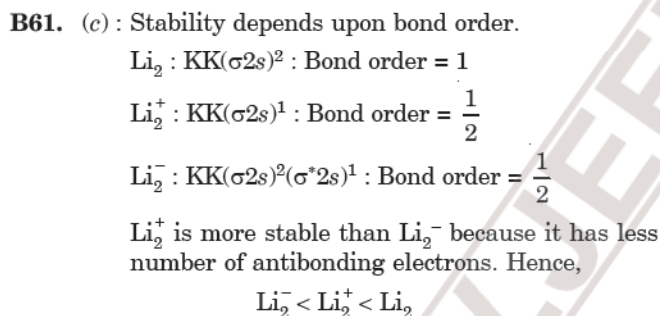 B61. (c) : Stability depends upon bond order.
Li₂ : KK(σ2s)² : Bond order = 1
Li₂⁺ : KK(σ2s)¹ : Bond order = 1/2
Li₂⁻ : KK(σ2s)²(σ*2s)¹ : Bond order = 1/2
Li₂⁺ is more stable than Li₂⁻ because it has less
number of antibonding electrons. Hence,
Li₂⁻ < Li₂⁺ < Li₂